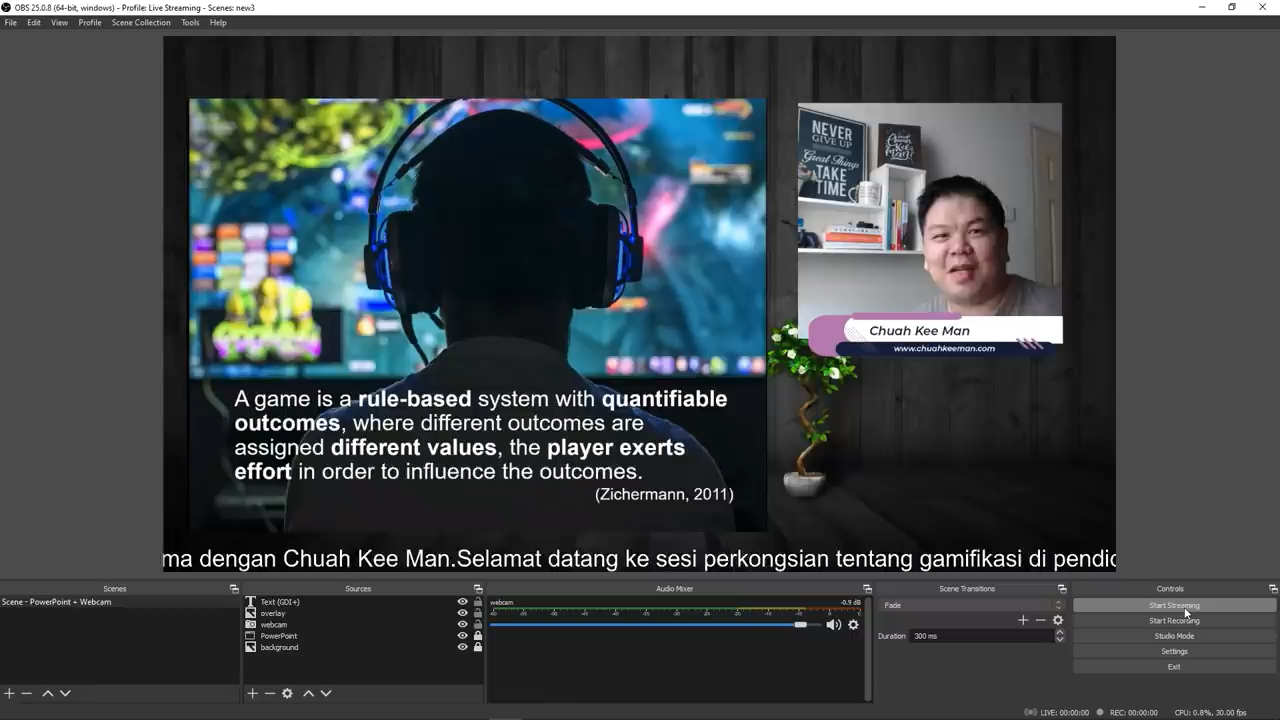 OBS 25.0.8 (64-bit, windows) - Profile: Live Streaming - Scenes: new3
File Edit View Profile Scene Collection Tools Help
NEVER
GIVE UP
Great Things
TAKE
TIME
Chuah Kee Man
www.chuahkeeman.com
A game is a rule-based system with quantifiable
outcomes, where different outcomes are
assigned different values, the player exerts
effort in order to influence the outcomes.
(Zichermann, 2011)
ma dengan Chuah Kee Man.Selamat datang ke sesi perkongsian tentang gamifikasi di pendid
Scenes
Scene - PowerPoint + Webcam
Sources
Text (GDI+)
overlay
webcam
PowerPoint
background
Audio Mixer
webcam
-0.9 dB
Scene Transitions
Fade
Duration 300 ms
Controls
Start Streaming
Start Recording
Studio Mode
Settings
Exit
LIVE: 00:00:00 REC: 00:00:00 CPU: 0.8%, 30.00 fps